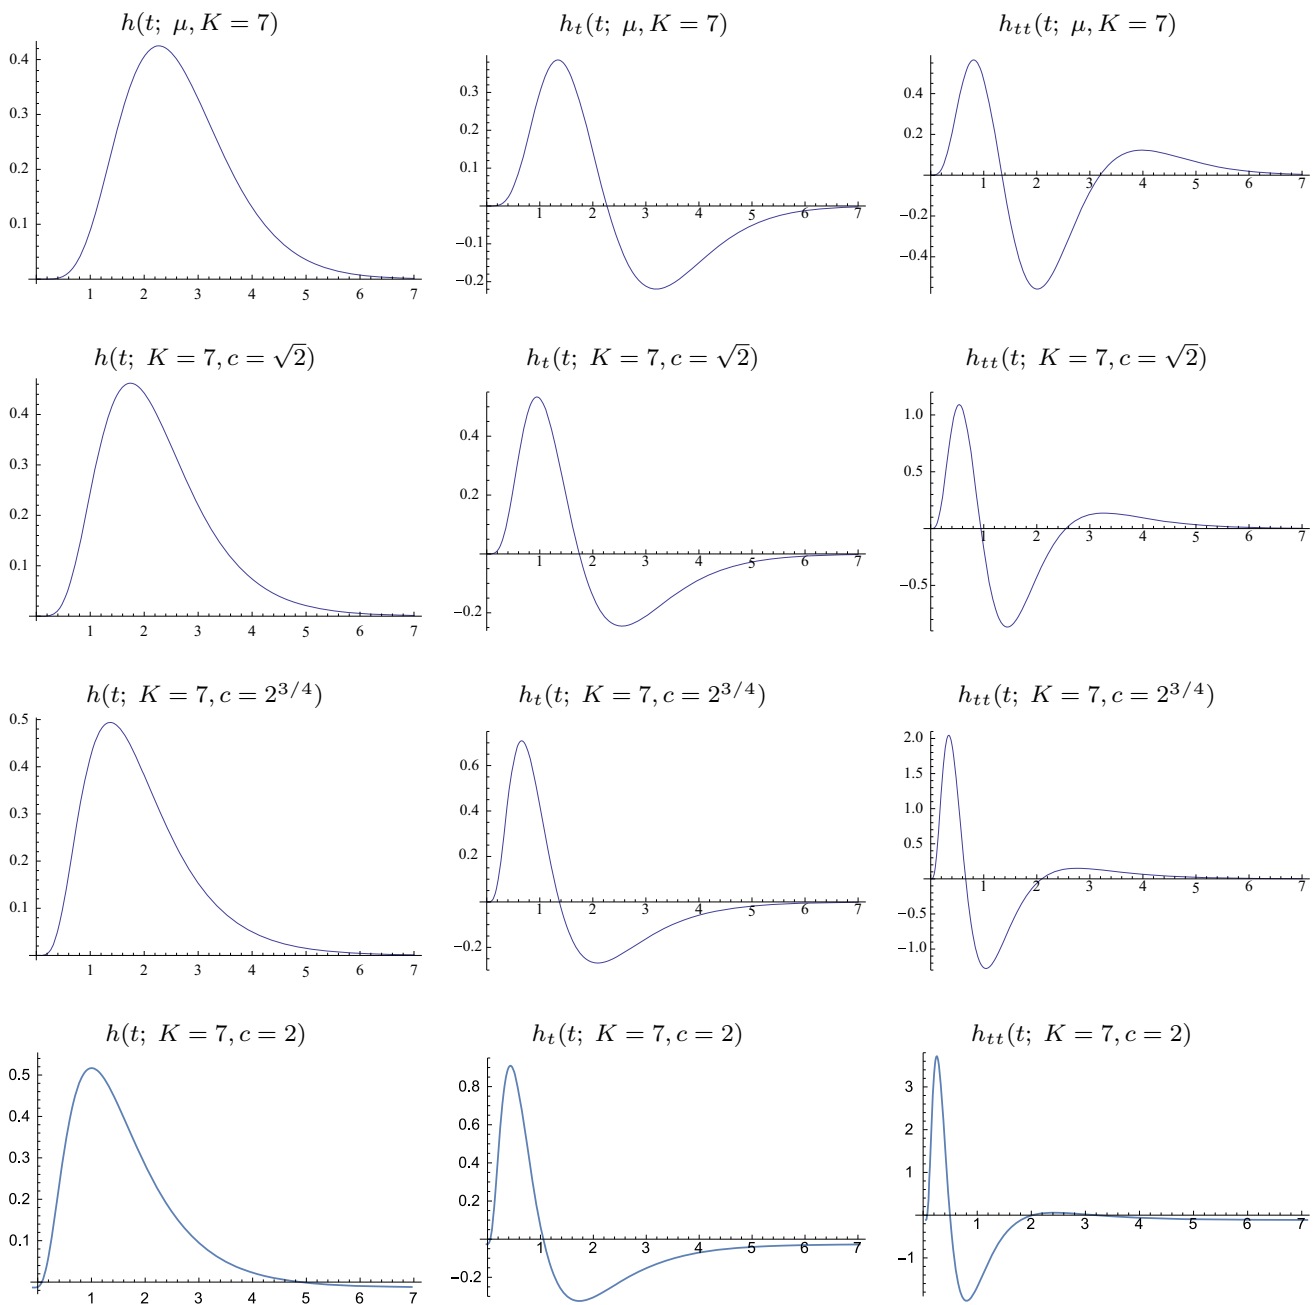 h(t; μ, K = 7)
h_t(t; μ, K = 7)
h_{tt}(t; μ, K = 7)
0.4
0.3
0.2
0.1
1 2 3 4 5 6 7
0.3
0.2
0.1
−0.1
−0.2
1 2 3 4 5 6 7
0.4
0.2
−0.2
−0.4
1 2 3 4 5 6 7
h(t; K = 7, c = √2)
h_t(t; K = 7, c = √2)
h_{tt}(t; K = 7, c = √2)
0.4
0.3
0.2
0.1
1 2 3 4 5 6 7
0.4
0.2
−0.2
1 2 3 4 5 6 7
1.0
0.5
−0.5
1 2 3 4 5 6 7
h(t; K = 7, c = 2^{3/4})
h_t(t; K = 7, c = 2^{3/4})
h_{tt}(t; K = 7, c = 2^{3/4})
0.5
0.4
0.3
0.2
0.1
1 2 3 4 5 6 7
0.6
0.4
0.2
−0.2
1 2 3 4 5 6 7
2.0
1.5
1.0
0.5
−0.5
−1.0
1 2 3 4 5 6 7
h(t; K = 7, c = 2)
h_t(t; K = 7, c = 2)
h_{tt}(t; K = 7, c = 2)
0.5
0.4
0.3
0.2
0.1
1 2 3 4 5 6 7
0.8
0.6
0.4
0.2
-0.2
1 2 3 4 5 6 7
3
2
1
-1
1 2 3 4 5 6 7